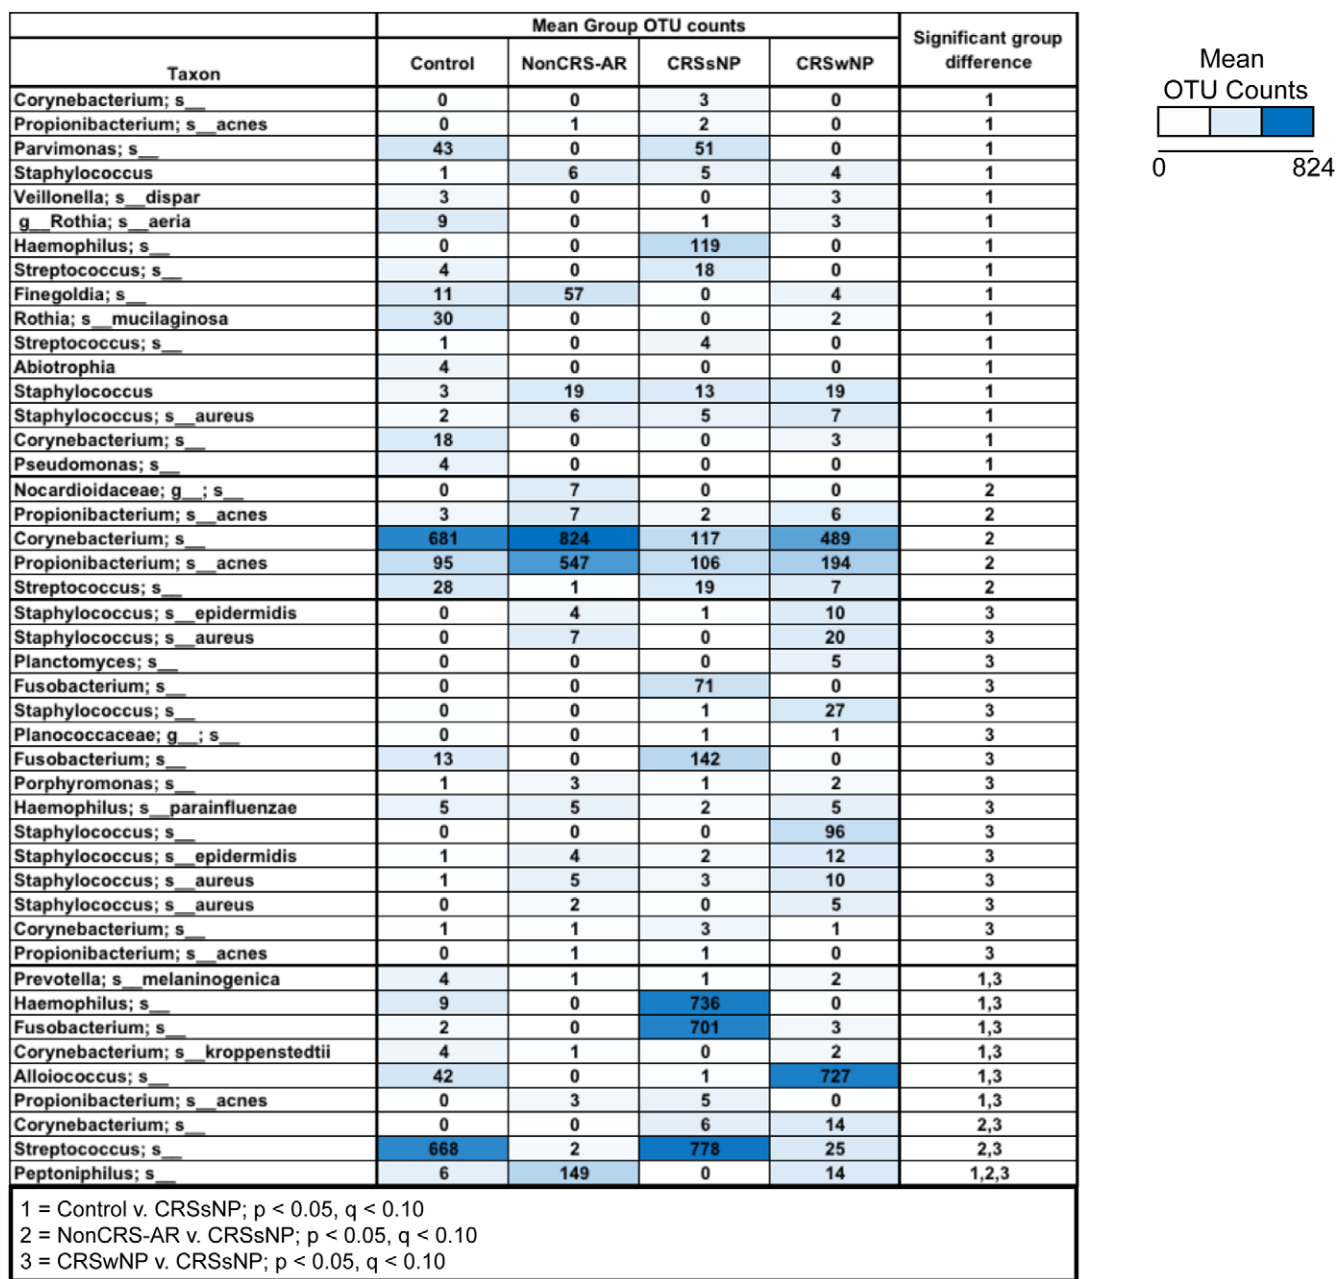 Mean Group OTU counts
Taxon Control NonCRS-AR CRSsNP CRSwNP Significant group difference
Corynebacterium; s__ 0 0 3 0 1
Propionibacterium; s__acnes 0 1 2 0 1
Parvimonas; s__ 43 0 51 0 1
Staphylococcus 1 6 5 4 1
Veillonella; s__dispar 3 0 0 3 1
g__Rothia; s__aeria 9 0 1 3 1
Haemophilus; s__ 0 0 119 0 1
Streptococcus; s__ 4 0 18 0 1
Finegoldia; s__ 11 57 0 4 1
Rothia; s__mucilaginosa 30 0 0 2 1
Streptococcus; s__ 1 0 4 0 1
Abiotrophia 4 0 0 0 1
Staphylococcus 3 19 13 19 1
Staphylococcus; s__aureus 2 6 5 7 1
Corynebacterium; s__ 18 0 0 3 1
Pseudomonas; s__ 4 0 0 0 1
Nocardioidaceae; g__; s__ 0 7 0 0 2
Propionibacterium; s__acnes 3 7 2 6 2
Corynebacterium; s__ 681 824 117 489 2
Propionibacterium; s__acnes 95 547 106 194 2
Streptococcus; s__ 28 1 19 7 2
Staphylococcus; s__epidermidis 0 4 1 10 3
Staphylococcus; s__aureus 0 7 0 20 3
Planctomyces; s__ 0 0 0 5 3
Fusobacterium; s__ 0 0 71 0 3
Staphylococcus; s__ 0 0 1 27 3
Planococcaceae; g__; s__ 0 0 1 1 3
Fusobacterium; s__ 13 0 142 0 3
Porphyromonas; s__ 1 3 1 2 3
Haemophilus; s__parainfluenzae 5 5 2 5 3
Staphylococcus; s__ 0 0 0 96 3
Staphylococcus; s__epidermidis 1 4 2 12 3
Staphylococcus; s__aureus 1 5 3 10 3
Staphylococcus; s__aureus 0 2 0 5 3
Corynebacterium; s__ 1 1 3 1 3
Propionibacterium; s__acnes 0 1 1 0 3
Prevotella; s__melaninogenica 4 1 1 2 1,3
Haemophilus; s__ 9 0 736 0 1,3
Fusobacterium; s__ 2 0 701 3 1,3
Corynebacterium; s__kroppenstedtii 4 1 0 2 1,3
Alloiococcus; s__ 42 0 1 727 1,3
Propionibacterium; s__acnes 0 3 5 0 1,3
Corynebacterium; s__ 0 0 6 14 2,3
Streptococcus; s__ 668 2 778 25 2,3
Peptoniphilus; s__ 6 149 0 14 1,2,3
1 = Control v. CRSsNP; p < 0.05, q < 0.10
2 = NonCRS-AR v. CRSsNP; p < 0.05, q < 0.10
3 = CRSwNP v. CRSsNP; p < 0.05, q < 0.10
Mean
OTU Counts
0 824